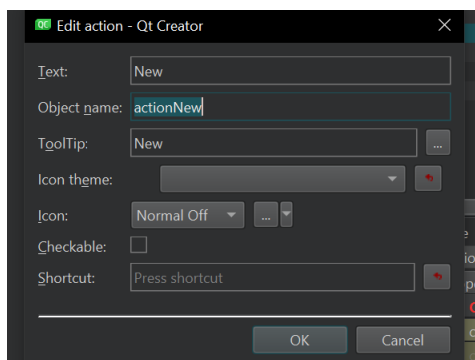 QC Edit action - Qt Creator
Text: New
Object name: actionNew
ToolTip: New ...
Icon theme:
Icon: Normal Off ...
Checkable:
Shortcut: Press shortcut
OK Cancel